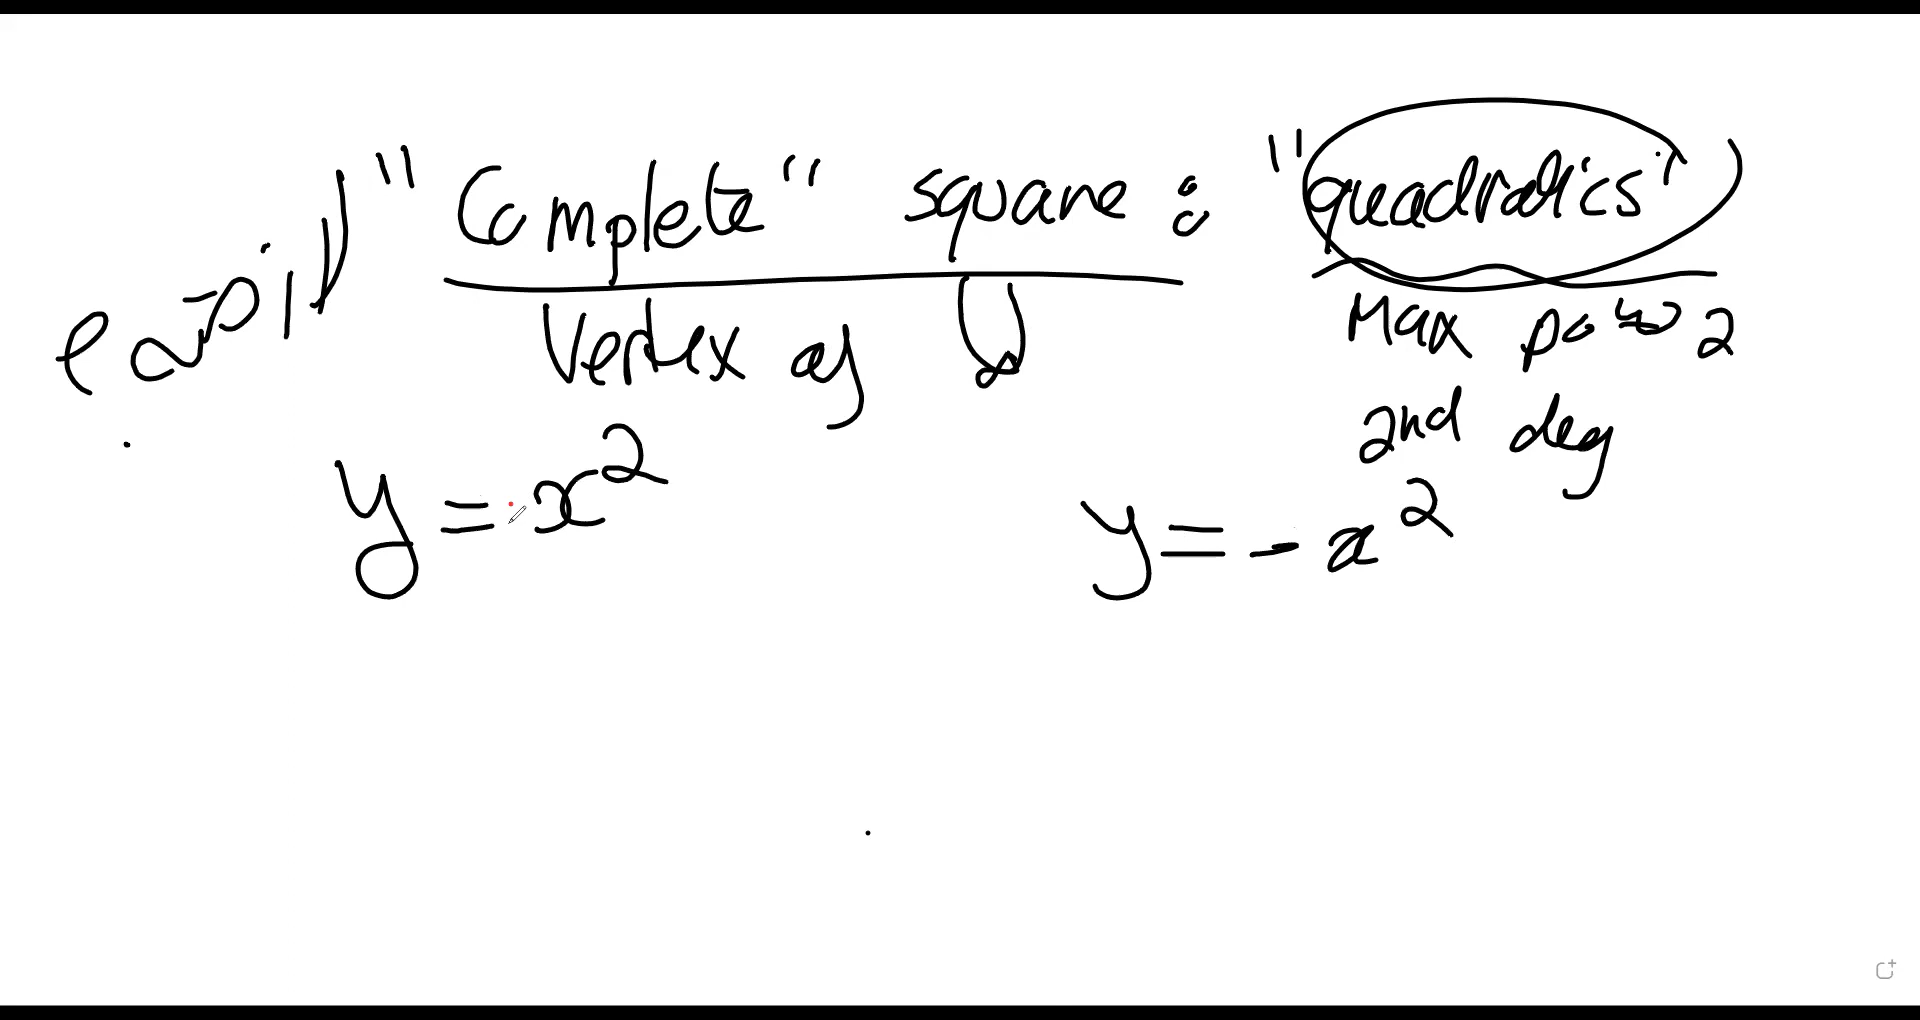 "Complete" square : "quadratics"
Vertex of
Max pow 2
2nd deg
y = x²
y = - x²